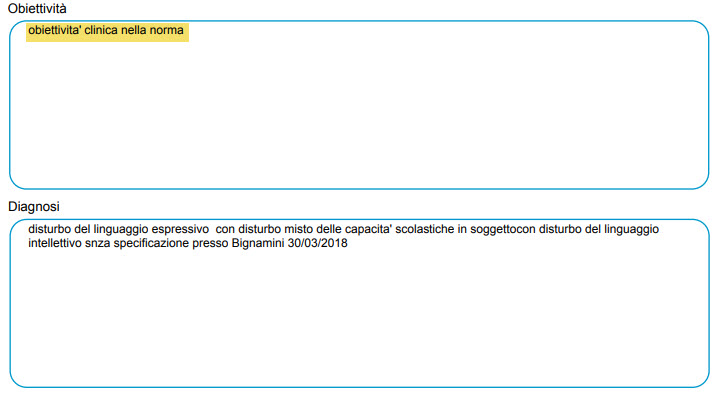 Obiettività
obiettivita' clinica nella norma
Diagnosi
disturbo del linguaggio espressivo  con disturbo misto delle capacita' scolastiche in soggettocon disturbo del linguaggio
intellettivo snza specificazione presso Bignamini 30/03/2018